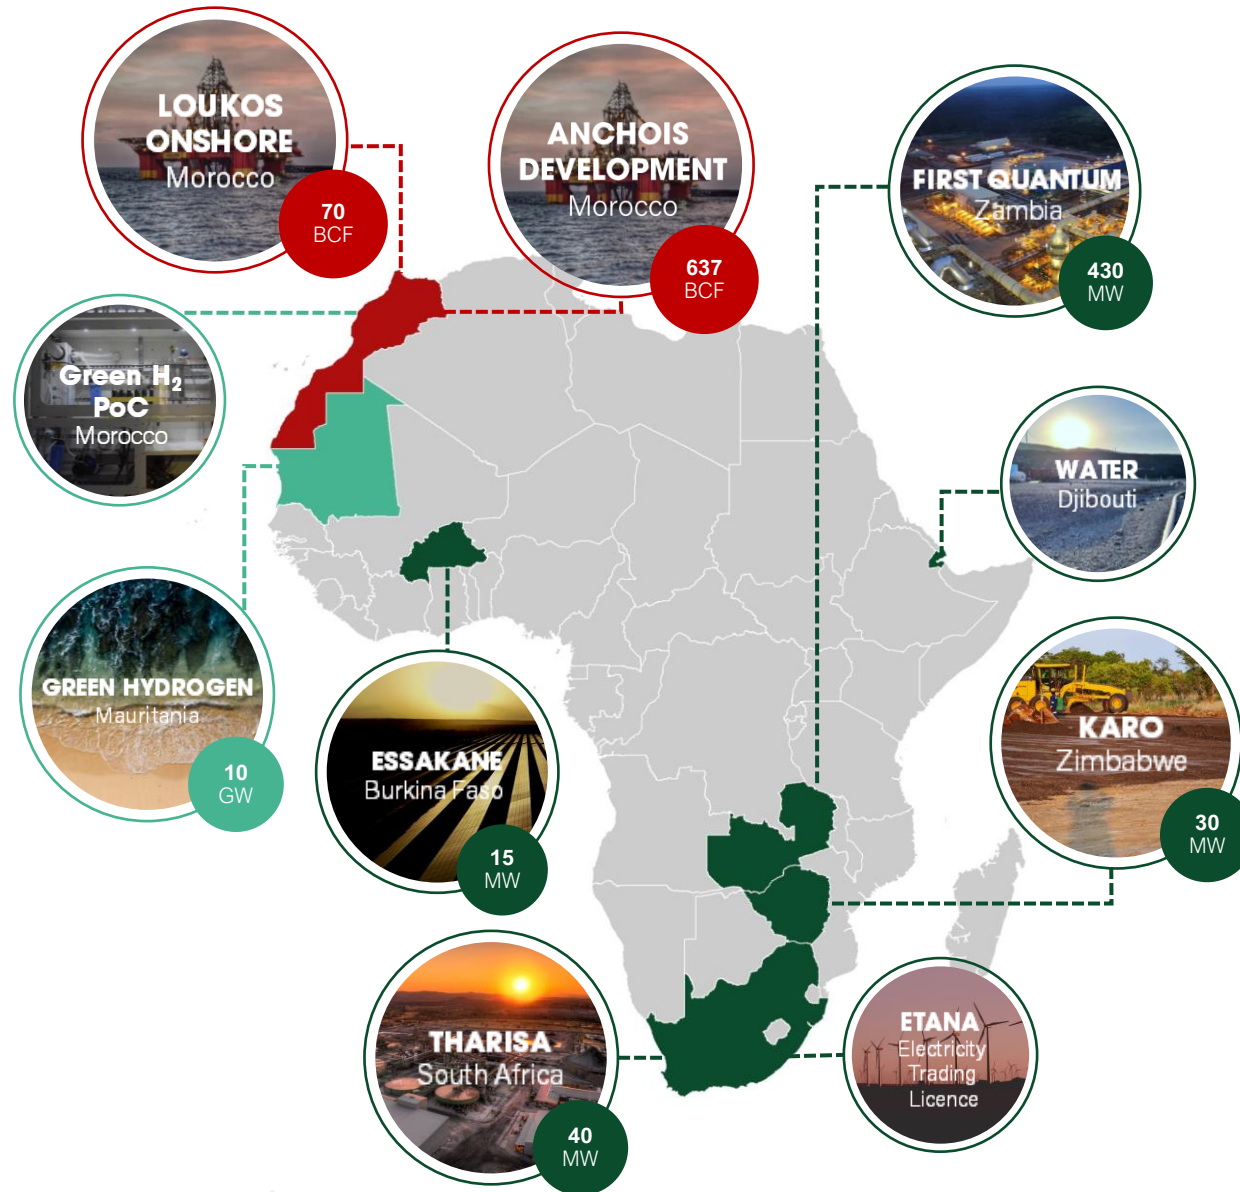 LOUKOS
ONSHORE
Morocco
70
BCF
ANCHOIS
DEVELOPMENT
Morocco
637
BCF
FIRST QUANTUM
Zambia
430
MW
Green H₂
PoC
Morocco
WATER
Djibouti
GREEN HYDROGEN
Mauritania
10
GW
ESSAKANE
Burkina Faso
15
MW
KARO
Zimbabwe
30
MW
THARISA
South Africa
40
MW
ETANA
Electricity
Trading
Licence